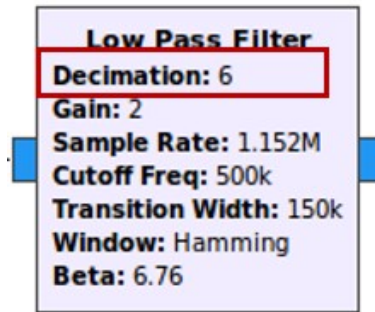 Low Pass Filter
Decimation: 6
Gain: 2
Sample Rate: 1.152M
Cutoff Freq: 500k
Transition Width: 150k
Window: Hamming
Beta: 6.76